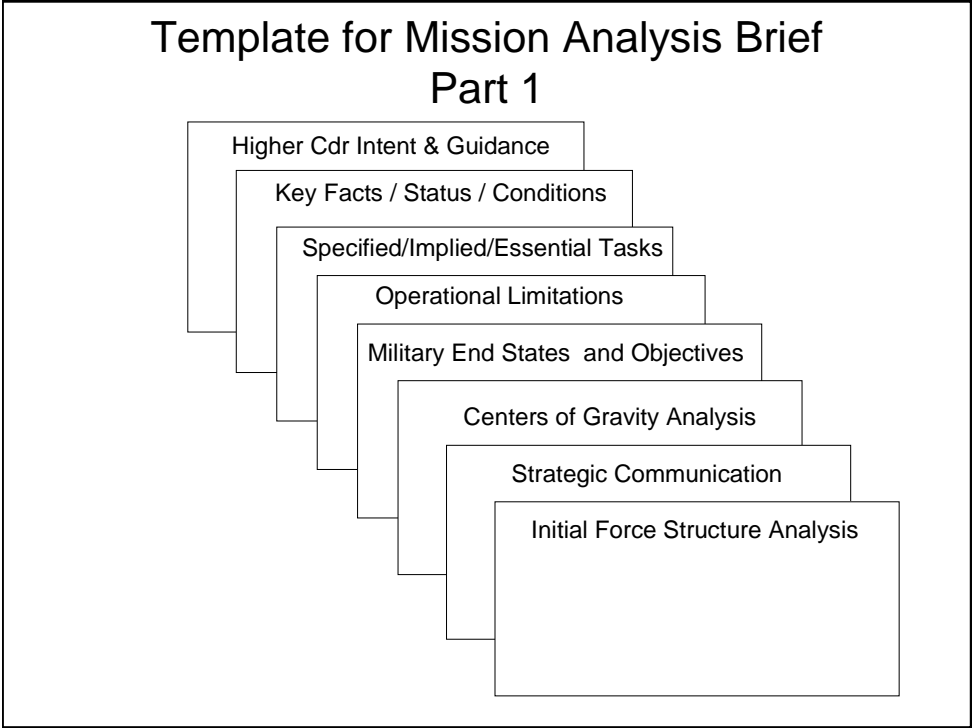 Template for Mission Analysis Brief
Part 1
Higher Cdr Intent & Guidance
Key Facts / Status / Conditions
Specified/Implied/Essential Tasks
Operational Limitations
Military End States and Objectives
Centers of Gravity Analysis
Strategic Communication
Initial Force Structure Analysis